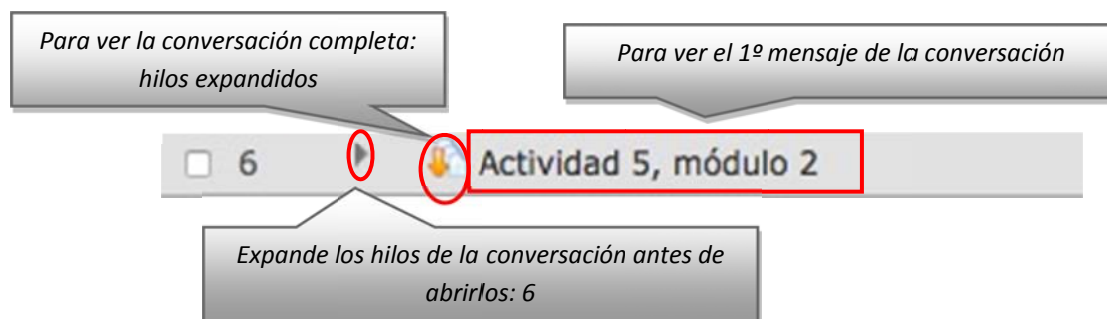 Para ver la conversación completa:
hilos expandidos
Para ver el 1º mensaje de la conversación
6
Actividad 5, módulo 2
Expande los hilos de la conversación antes de
abrirlos: 6